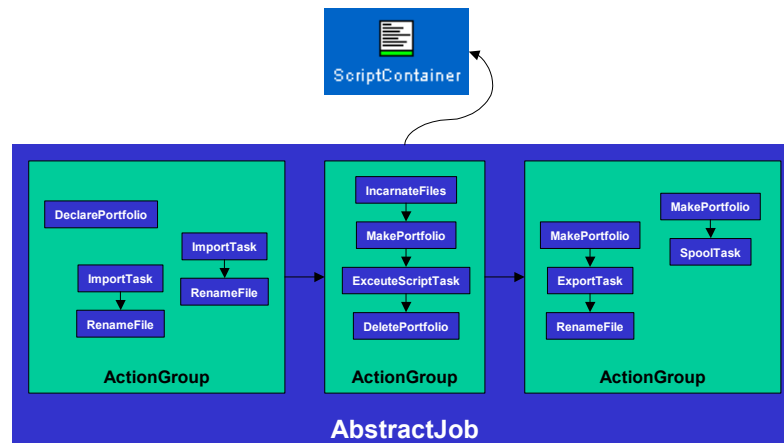 ScriptContainer
DeclarePortfolio
ImportTask
RenameFile
ImportTask
RenameFile
ActionGroup
IncarnateFiles
MakePortfolio
ExceuteScriptTask
DeletePortfolio
ActionGroup
MakePortfolio
ExportTask
RenameFile
MakePortfolio
SpoolTask
ActionGroup
AbstractJob